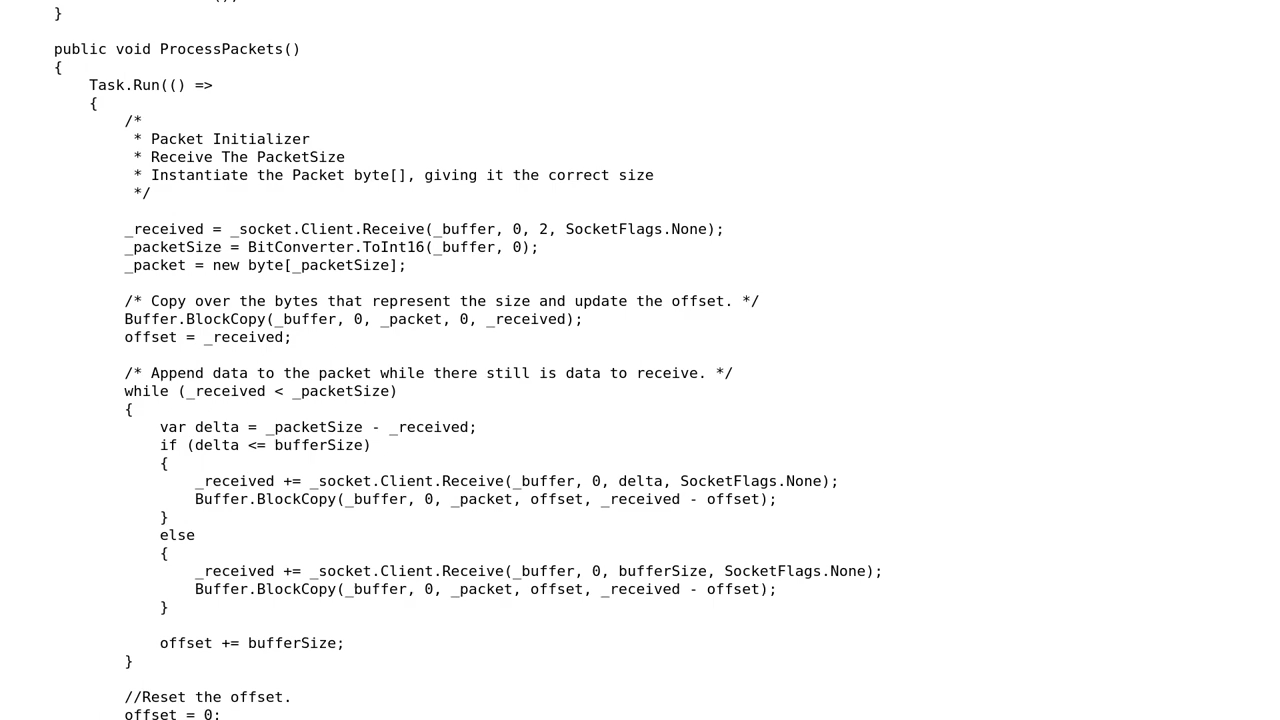 }
public void ProcessPackets()
{
Task.Run(() =>
{
/*
* Packet Initializer
* Receive The PacketSize
* Instantiate the Packet byte[], giving it the correct size
*/
_received = _socket.Client.Receive(_buffer, 0, 2, SocketFlags.None);
_packetSize = BitConverter.ToInt16(_buffer, 0);
_packet = new byte[_packetSize];
/* Copy over the bytes that represent the size and update the offset. */
Buffer.BlockCopy(_buffer, 0, _packet, 0, _received);
offset = _received;
/* Append data to the packet while there still is data to receive. */
while (_received < _packetSize)
{
var delta = _packetSize - _received;
if (delta <= bufferSize)
{
_received += _socket.Client.Receive(_buffer, 0, delta, SocketFlags.None);
Buffer.BlockCopy(_buffer, 0, _packet, offset, _received - offset);
}
else
{
_received += _socket.Client.Receive(_buffer, 0, bufferSize, SocketFlags.None);
Buffer.BlockCopy(_buffer, 0, _packet, offset, _received - offset);
}
offset += bufferSize;
}
//Reset the offset.
offset = 0;